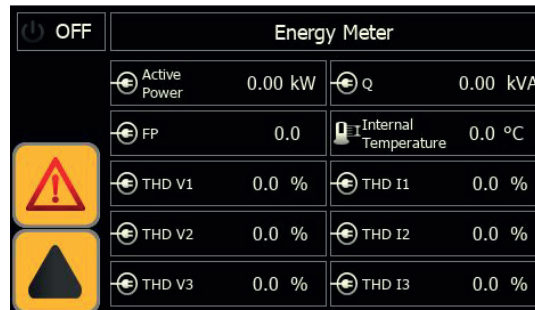 OFF
Energy Meter
Active Power 0.00 kW
Q 0.00 kVA
FP 0.0
Internal Temperature 0.0 °C
THD V1 0.0 %
THD I1 0.0 %
THD V2 0.0 %
THD I2 0.0 %
THD V3 0.0 %
THD I3 0.0 %